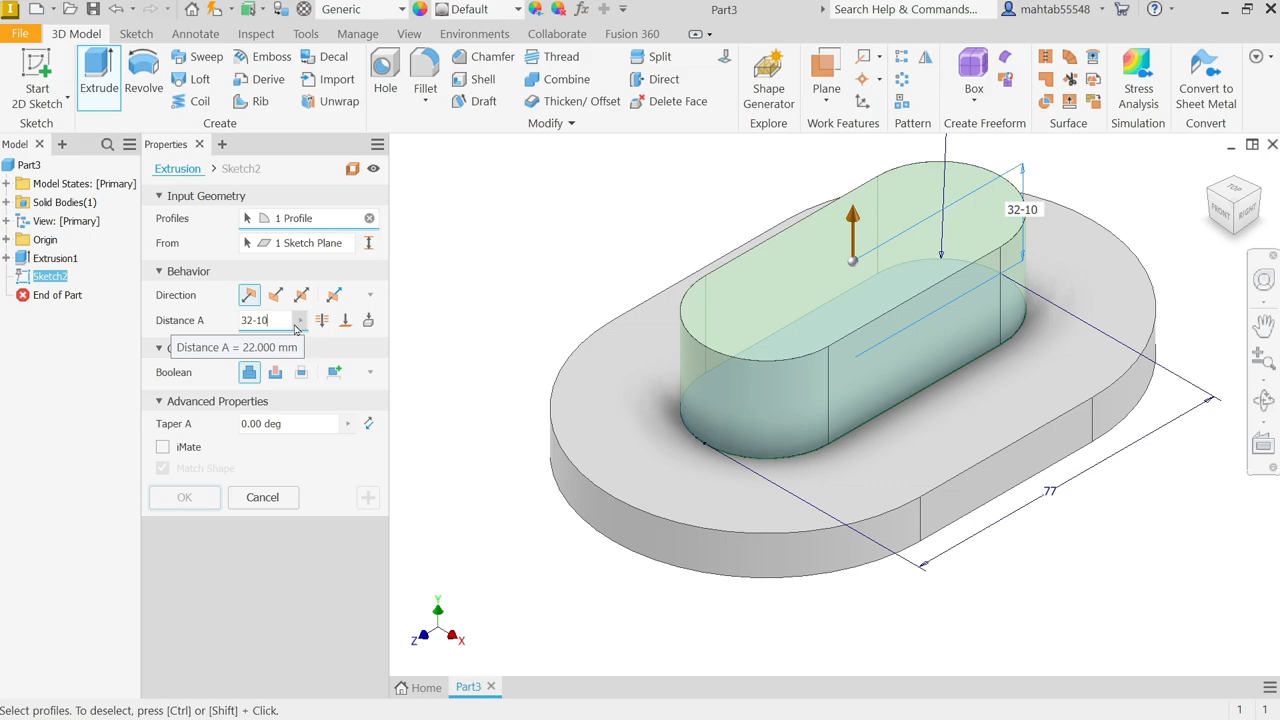 Generic
Default
Part3
Search Help & Commands...
mahtab55548
File
3D Model
Sketch
Annotate
Inspect
Tools
Manage
View
Environments
Collaborate
Fusion 360
Start
2D Sketch
Extrude
Revolve
Sweep
Loft
Coil
Emboss
Derive
Rib
Decal
Import
Unwrap
Hole
Fillet
Chamfer
Shell
Draft
Thread
Combine
Thicken/ Offset
Split
Direct
Delete Face
Shape
Generator
Plane
Box
Stress
Analysis
Convert to
Sheet Metal
Sketch
Create
Modify
Explore
Work Features
Pattern
Create Freeform
Surface
Simulation
Convert
Model
Part3
Model States: [Primary]
Solid Bodies(1)
View: [Primary]
Origin
Extrusion1
Sketch2
End of Part
Properties
Extrusion > Sketch2
Input Geometry
Profiles 1 Profile
From 1 Sketch Plane
Behavior
Direction
Distance A 32-10
Distance A = 22.000 mm
Boolean
Advanced Properties
Taper A 0.00 deg
iMate
Match Shape
OK
Cancel
32-10
77
TOP
FRONT
RIGHT
Y
Z
X
Home
Part3
Select profiles. To deselect, press [Ctrl] or [Shift] + Click.
1
1